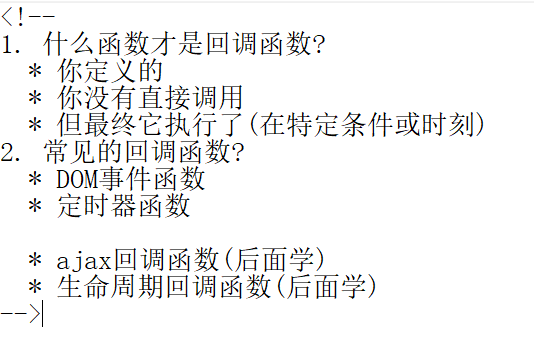 <!--
1. 什么函数才是回调函数?
  * 你定义的
  * 你没有直接调用
  * 但最终它执行了(在特定条件或时刻)
2. 常见的回调函数?
  * DOM事件函数
  * 定时器函数

  * ajax回调函数(后面学)
  * 生命周期回调函数(后面学)
-->